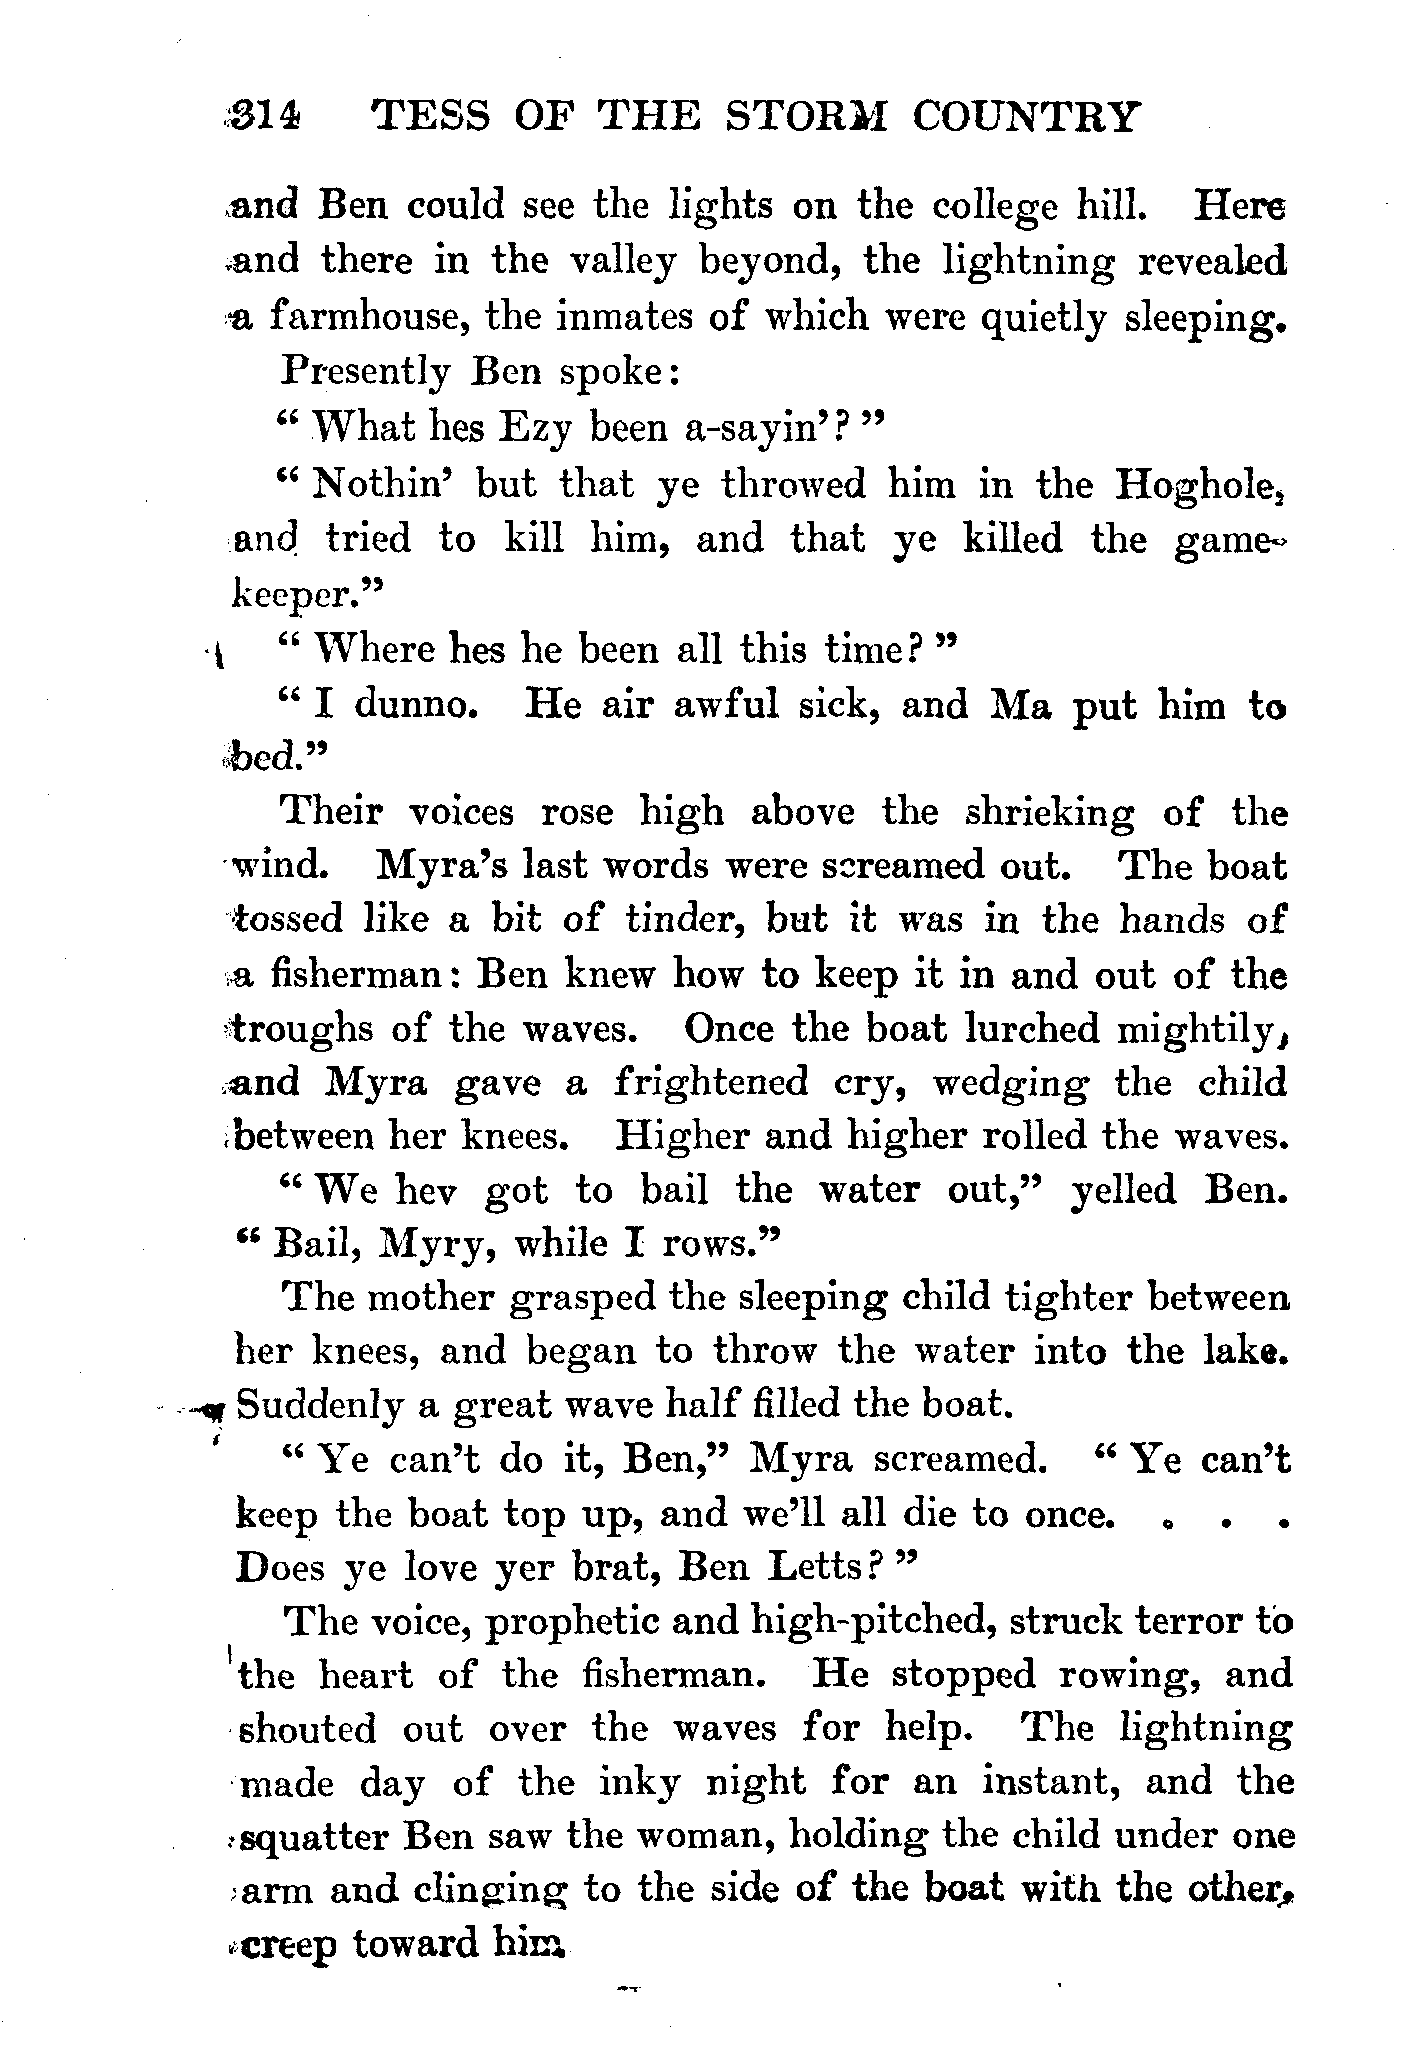 314 TESS OF THE STORM COUNTRY
and Ben could see the lights on the college hill. Here
and there in the valley beyond, the lightning revealed
a farmhouse, the inmates of which were quietly sleeping.
Presently Ben spoke:
“ What hes Ezy been a-sayin’? ”
“ Nothin’ but that ye throwed him in the Hoghole,
and tried to kill him, and that ye killed the game-
keeper.”
“ Where hes he been all this time? ”
“ I dunno. He air awful sick, and Ma put him to
bed.”
Their voices rose high above the shrieking of the
wind. Myra’s last words were screamed out. The boat
tossed like a bit of tinder, but it was in the hands of
a fisherman: Ben knew how to keep it in and out of the
troughs of the waves. Once the boat lurched mightily,
and Myra gave a frightened cry, wedging the child
between her knees. Higher and higher rolled the waves.
“ We hev got to bail the water out,” yelled Ben.
“ Bail, Myry, while I rows.”
The mother grasped the sleeping child tighter between
her knees, and began to throw the water into the lake.
Suddenly a great wave half filled the boat.
“ Ye can’t do it, Ben,” Myra screamed. “ Ye can’t
keep the boat top up, and we’ll all die to once. . . .
Does ye love yer brat, Ben Letts? ”
The voice, prophetic and high-pitched, struck terror to
the heart of the fisherman. He stopped rowing, and
shouted out over the waves for help. The lightning
made day of the inky night for an instant, and the
squatter Ben saw the woman, holding the child under one
arm and clinging to the side of the boat with the other,
creep toward him.